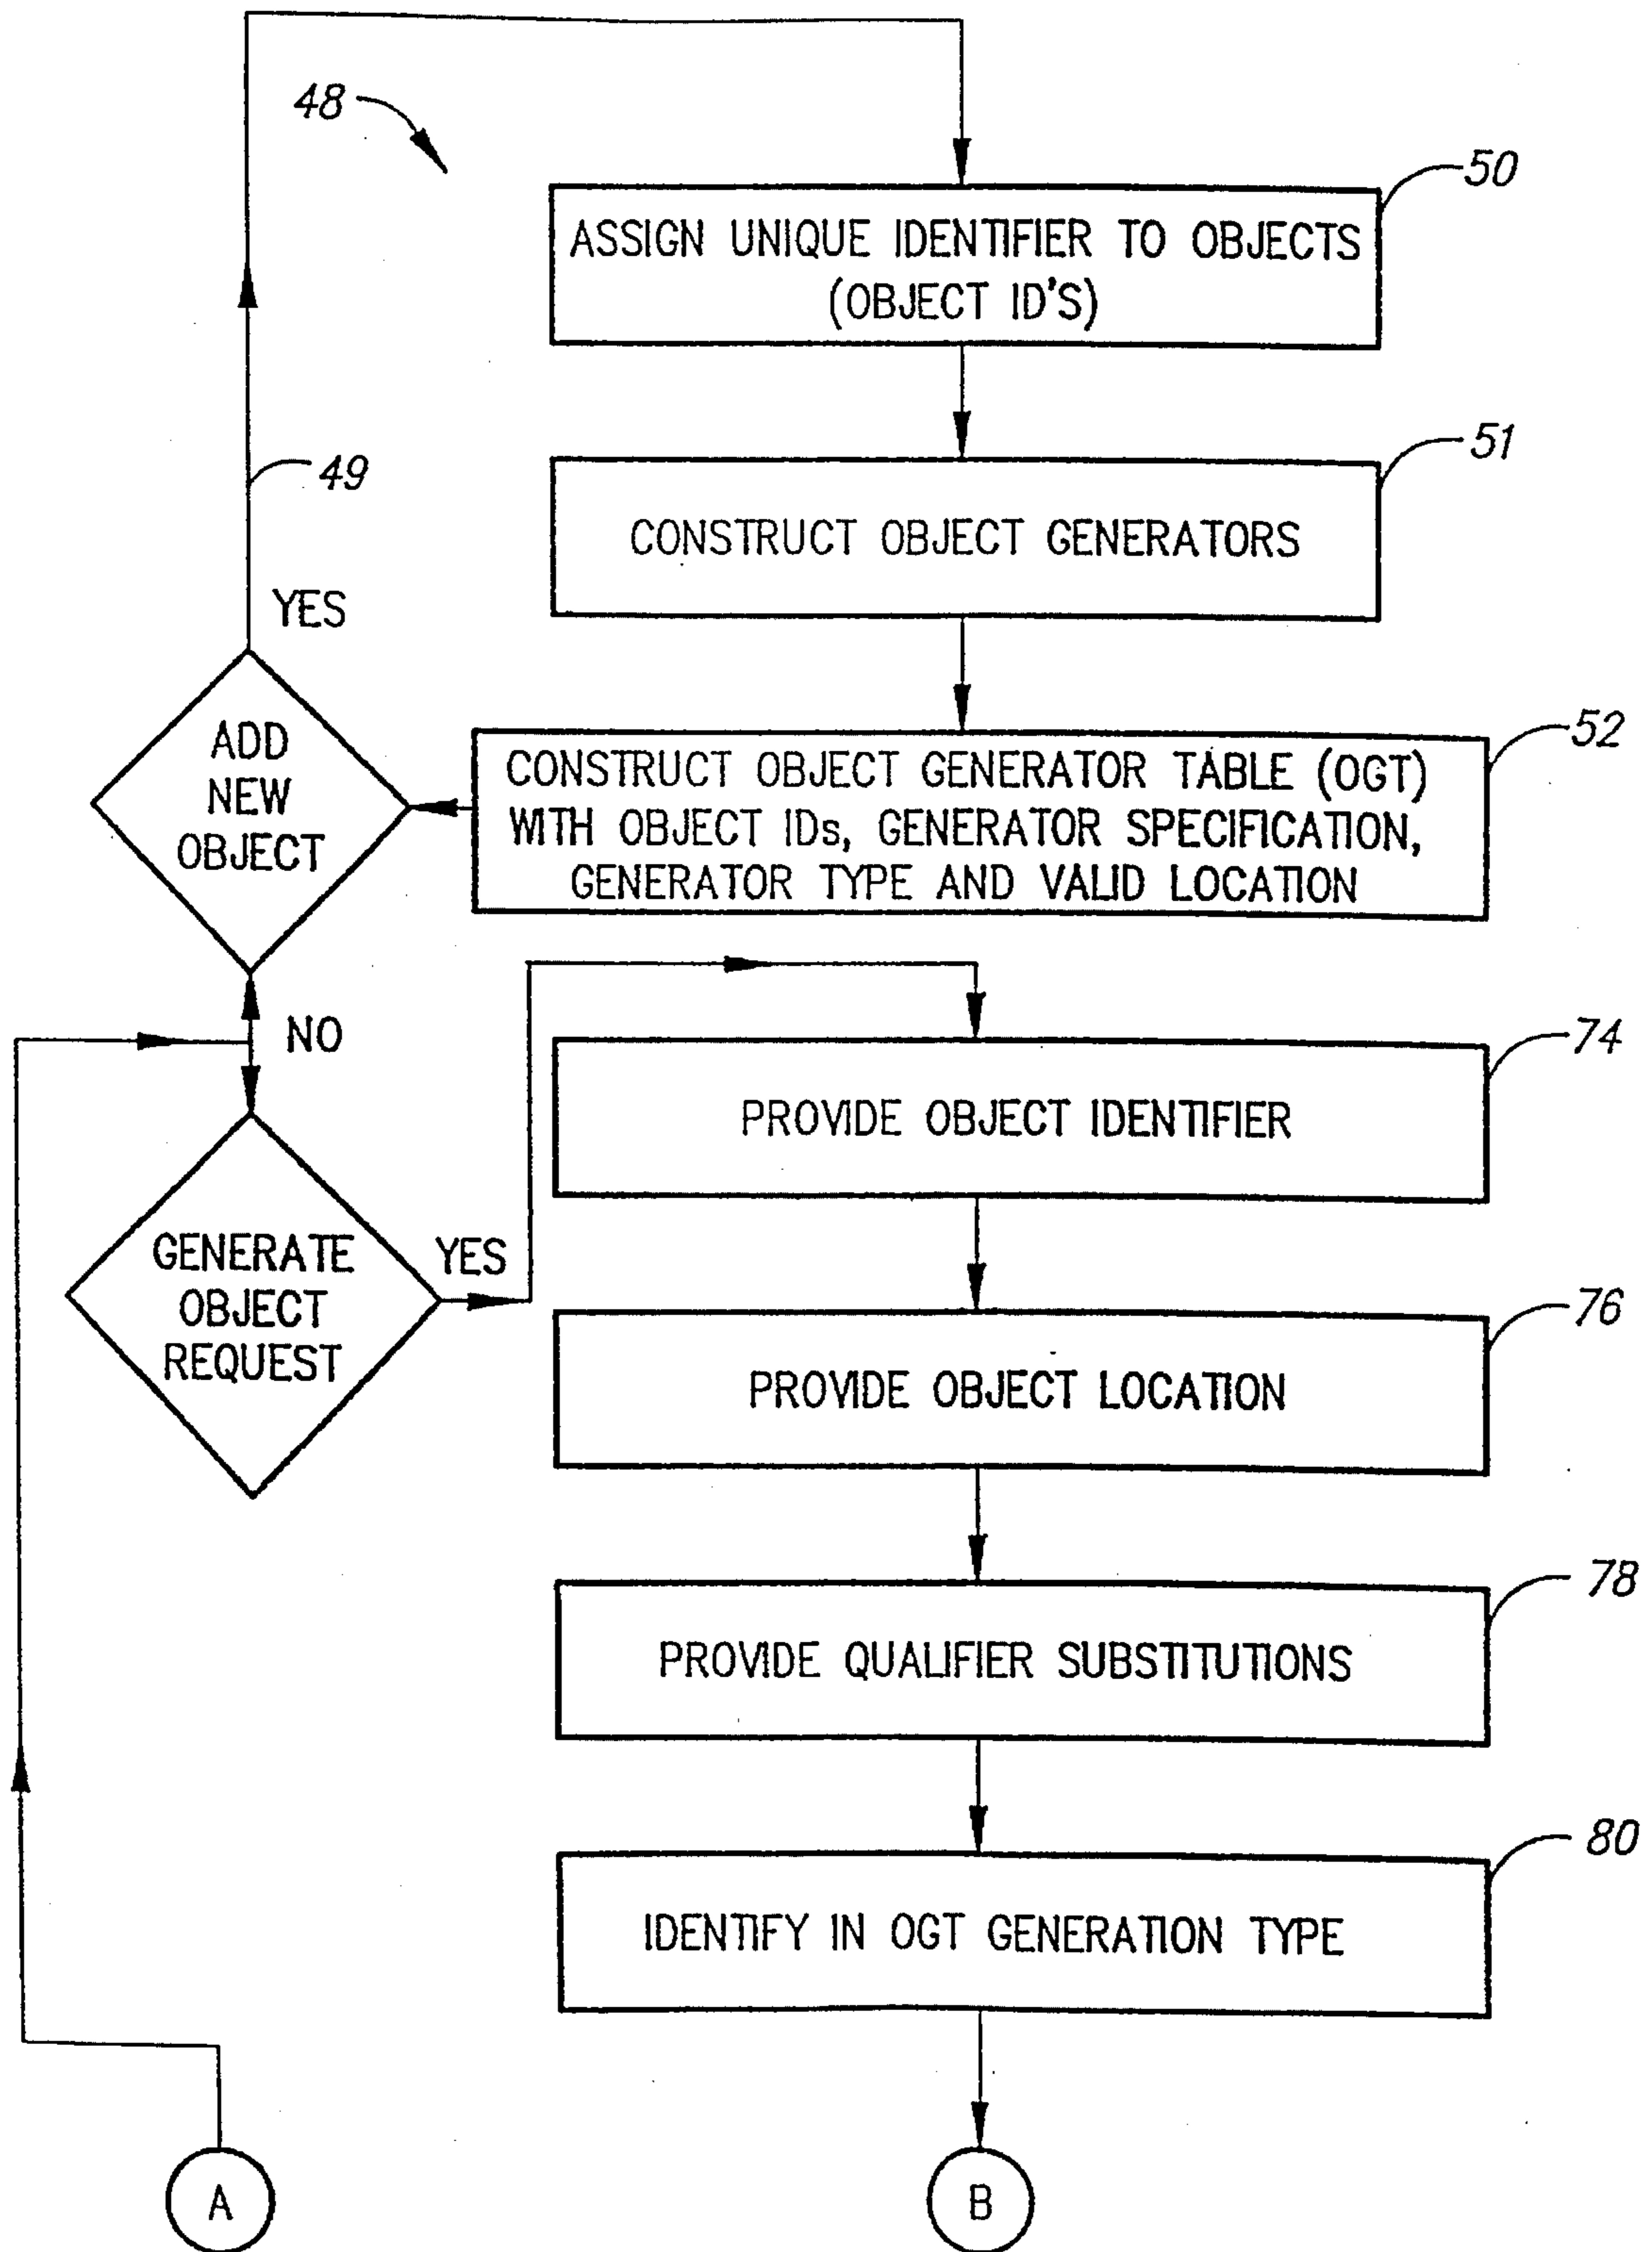 48
50
ASSIGN UNIQUE IDENTIFIER TO OBJECTS
(OBJECT ID'S)
51
CONSTRUCT OBJECT GENERATORS
49
YES
ADD
NEW
OBJECT
52
CONSTRUCT OBJECT GENERATOR TABLE (OGT)
WITH OBJECT IDs, GENERATOR SPECIFICATION,
GENERATOR TYPE AND VALID LOCATION
NO
74
PROVIDE OBJECT IDENTIFIER
GENERATE
OBJECT
REQUEST
YES
76
PROVIDE OBJECT LOCATION
78
PROVIDE QUALIFIER SUBSTITUTIONS
80
IDENTIFY IN OGT GENERATION TYPE
A
B